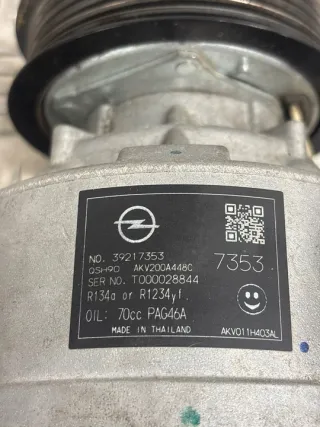 NO. 39217353
QSH90 AKV200A448C 7353
SER NO. T000028844
R134a or R1234yf
OIL: 70cc PAG46A
MADE IN THAILAND AKV011H403AL